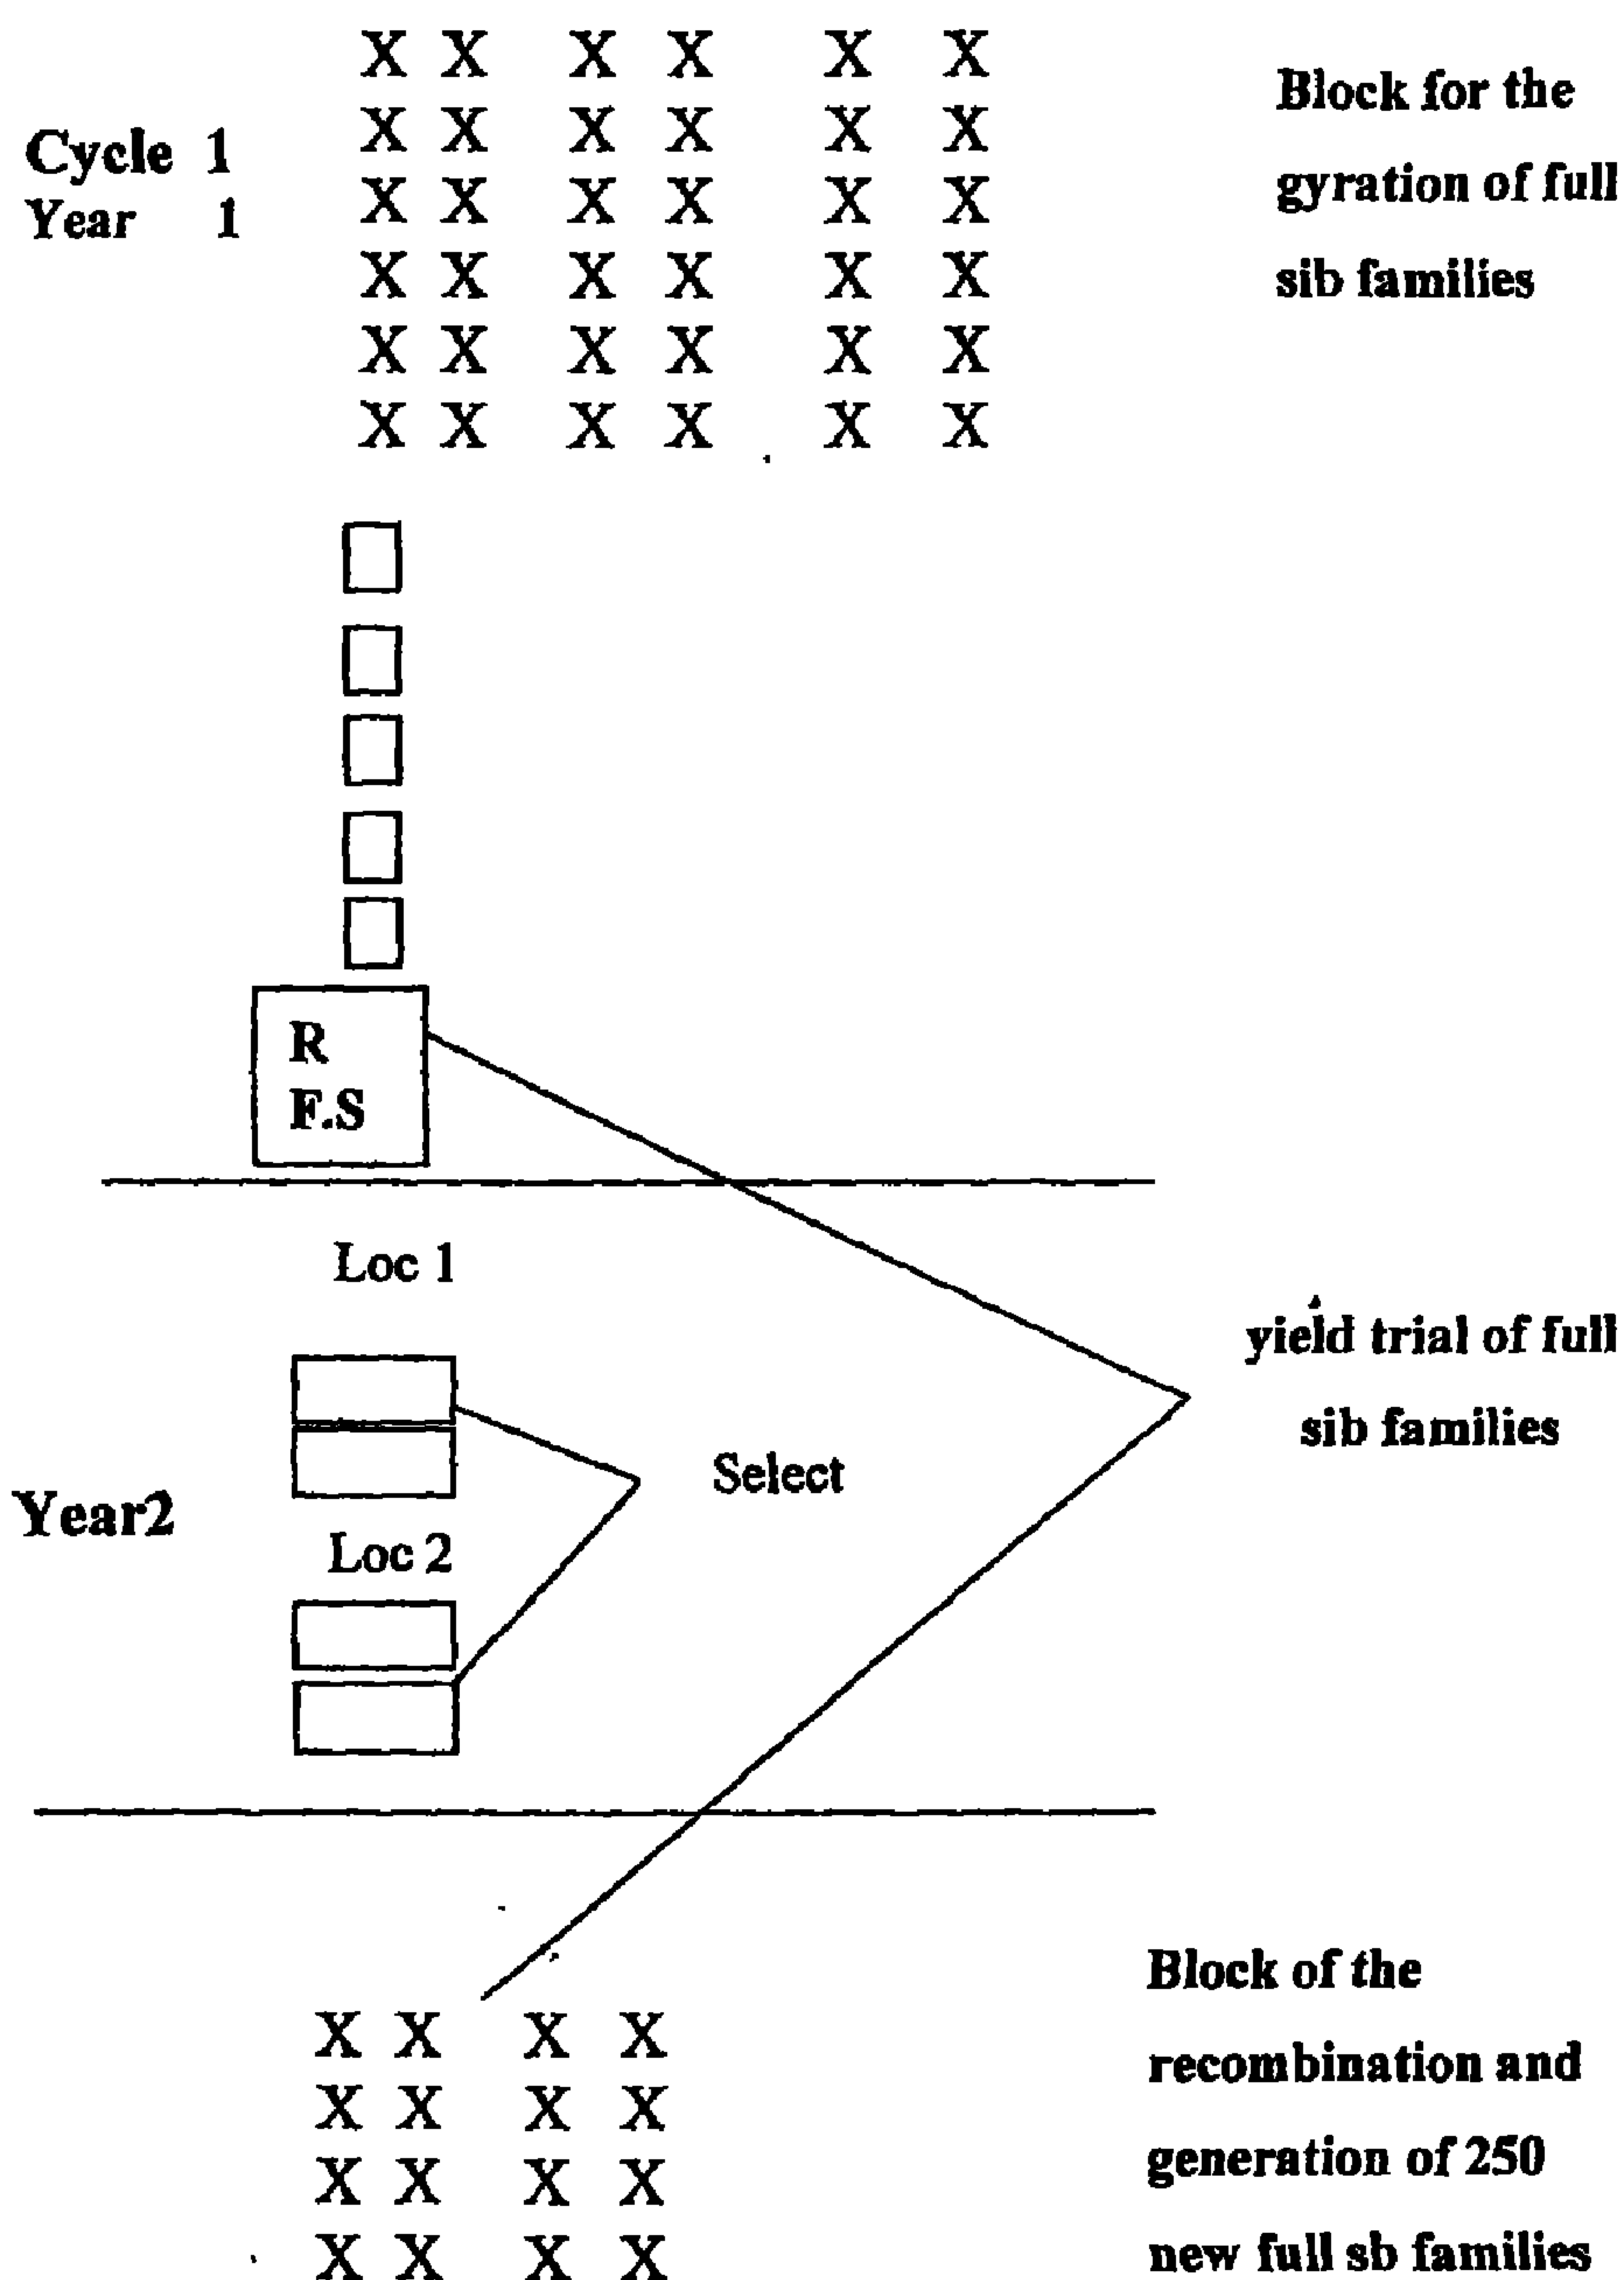 X X X X X X
X X X X X X
X X X X X X
X X X X X X
X X X X X X
X X X X X X
Cycle 1
Year 1
Block for the
gyration of full
sib families
R
F.S
Loc 1
yield trial of full
sib families
Select
Year2
Loc 2
Block of the
recombination and
generation of 250
new full sb families
X X X X
X X X X
X X X X
X X X X